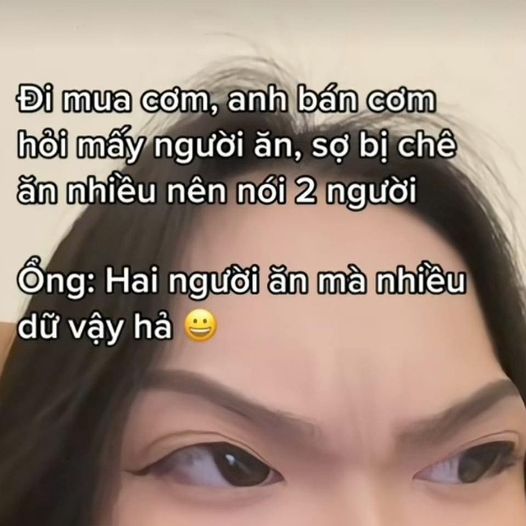 Đi mua cơm, anh bán cơm
hỏi mấy người ăn, sợ bị chê
ăn nhiều nên nói 2 người
Ổng: Hai người ăn mà nhiều
dữ vậy hả 😀